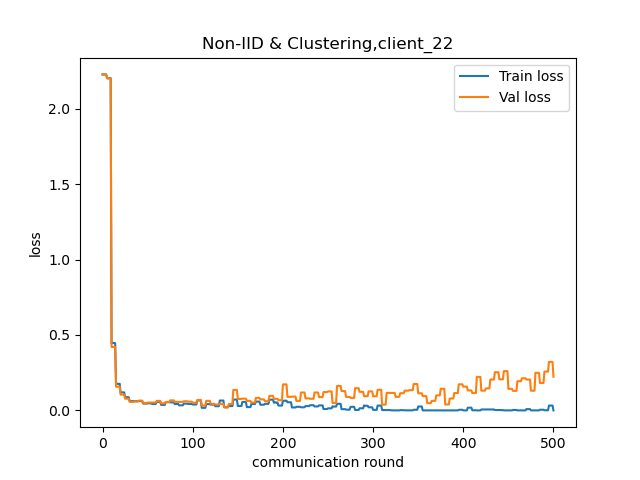 Non-IID & Clustering,client_22
Train loss
Val loss
2.0
1.5
1.0
0.5
0.0
loss
0
100
200
300
400
500
communication round